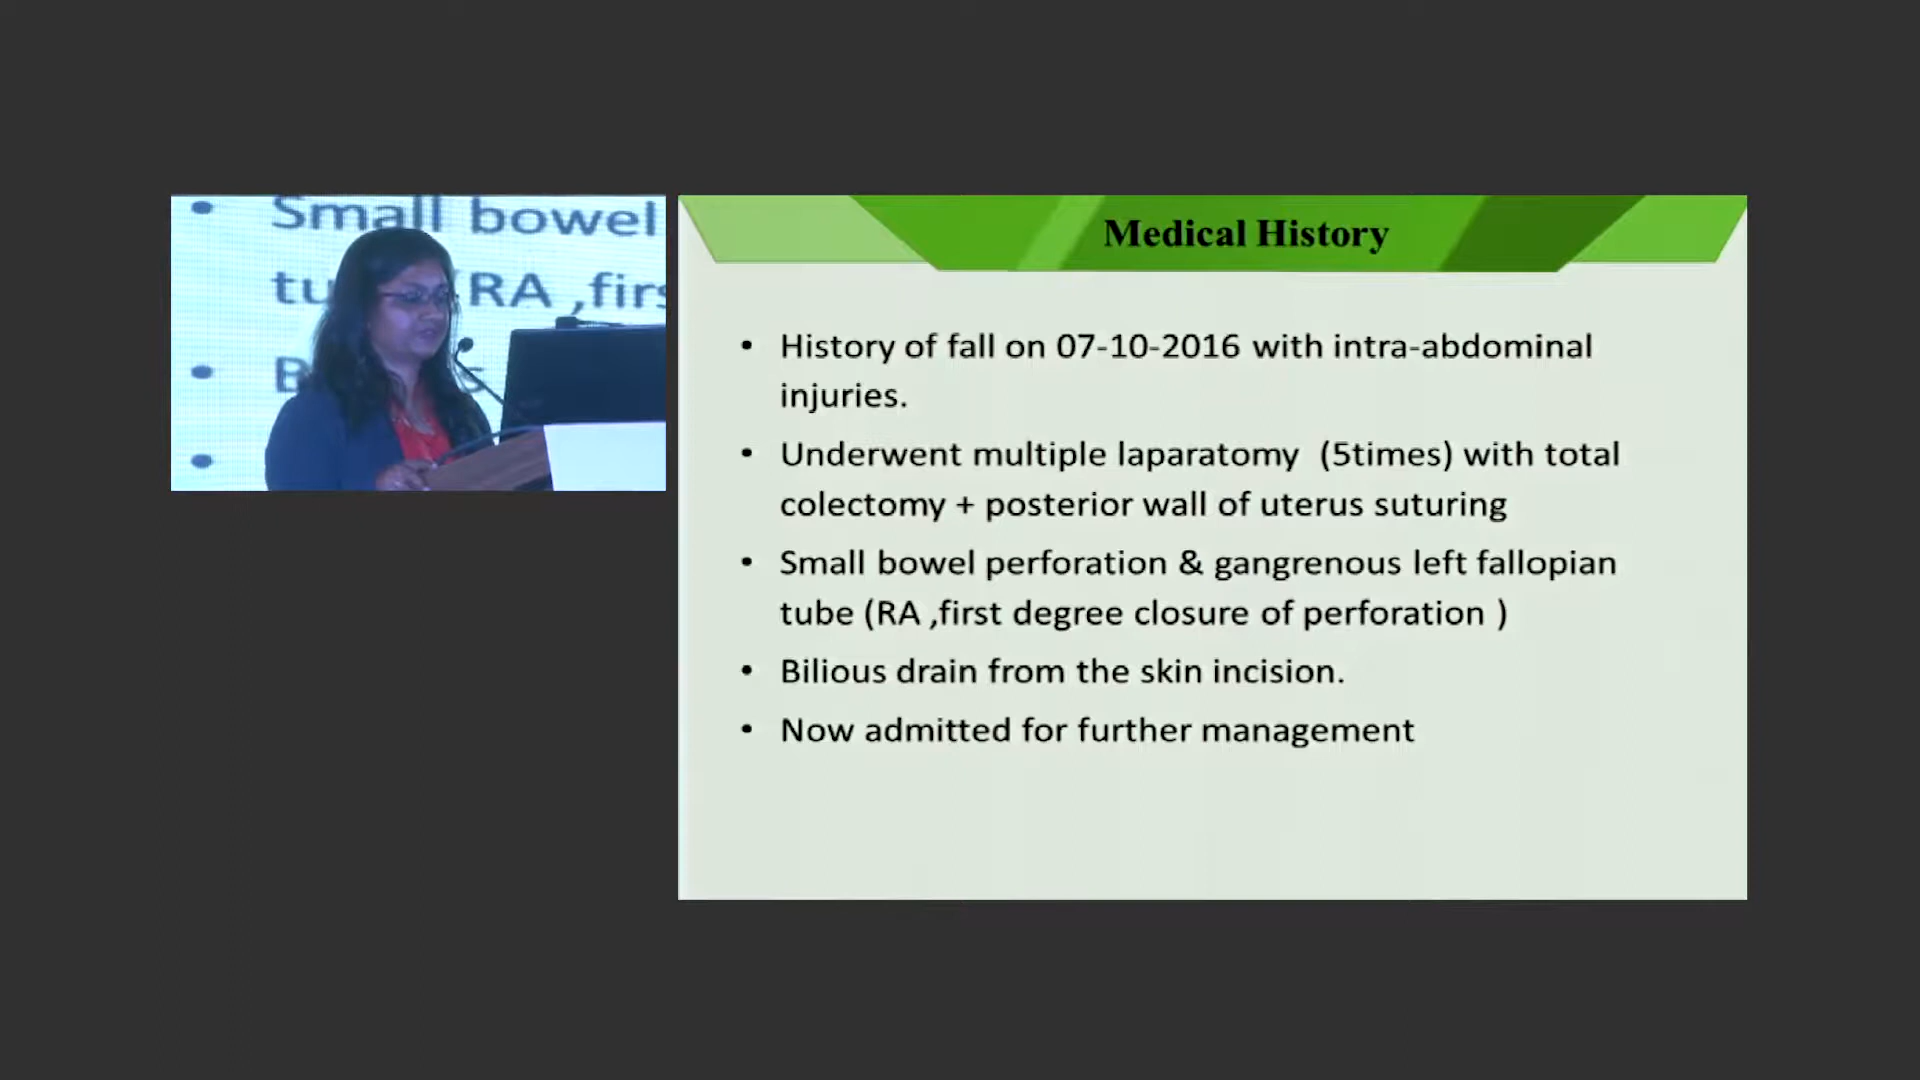 Small bowel
tu (RA ,firs
B s
Medical History
• History of fall on 07-10-2016 with intra-abdominal
injuries.
• Underwent multiple laparatomy (5times) with total
colectomy + posterior wall of uterus suturing
• Small bowel perforation & gangrenous left fallopian
tube (RA ,first degree closure of perforation )
• Bilious drain from the skin incision.
• Now admitted for further management